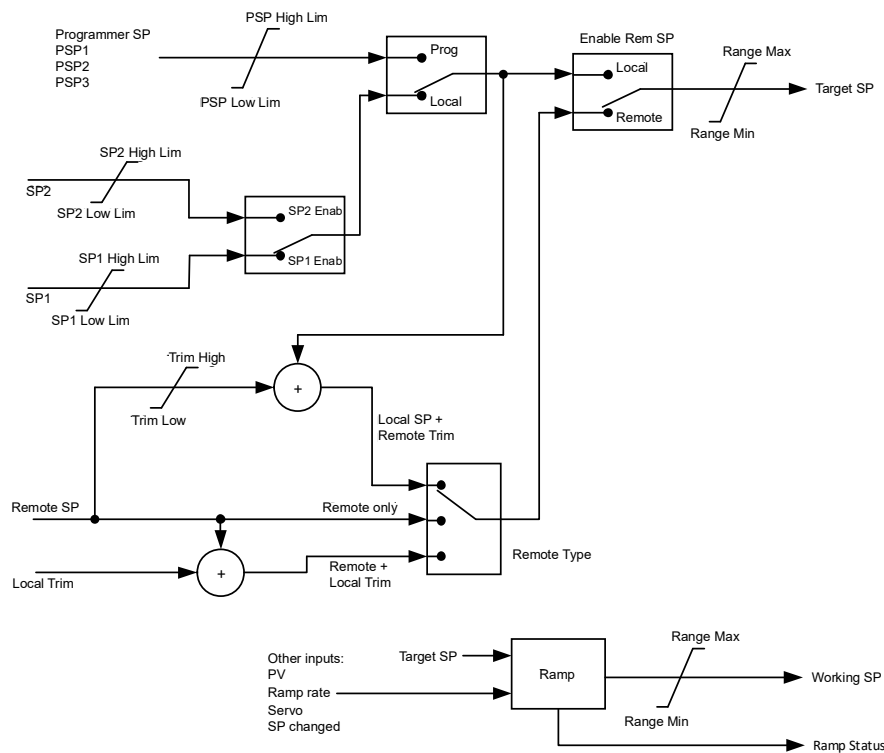 Programmer SP
PSP1
PSP2
PSP3
PSP High Lim
PSP Low Lim
Prog
Local
Enable Rem SP
Local
Remote
Range Max
Range Min
Target SP
SP2 High Lim
SP2
SP2 Low Lim
SP2 Enab
SP1 Enab
SP1 High Lim
SP1
SP1 Low Lim
Trim High
Trim Low
+
Local SP +
Remote Trim
Remote SP
Remote only
Remote Type
+
Remote +
Local Trim
Local Trim
Other inputs:
PV
Ramp rate
Servo
SP changed
Target SP
Ramp
Range Max
Range Min
Working SP
Ramp Status